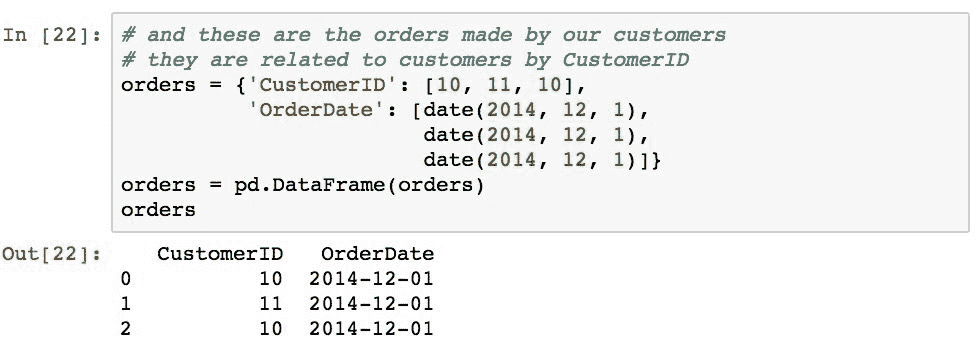 In [22]: # and these are the orders made by our customers
# they are related to customers by CustomerID
orders = {'CustomerID': [10, 11, 10],
'OrderDate': [date(2014, 12, 1),
date(2014, 12, 1),
date(2014, 12, 1)]}
orders = pd.DataFrame(orders)
orders
Out[22]: CustomerID OrderDate
0 10 2014-12-01
1 11 2014-12-01
2 10 2014-12-01